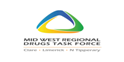 MID WEST REGIONAL
DRUGS TASK FORCE
Clare - Limerick - N Tipperary